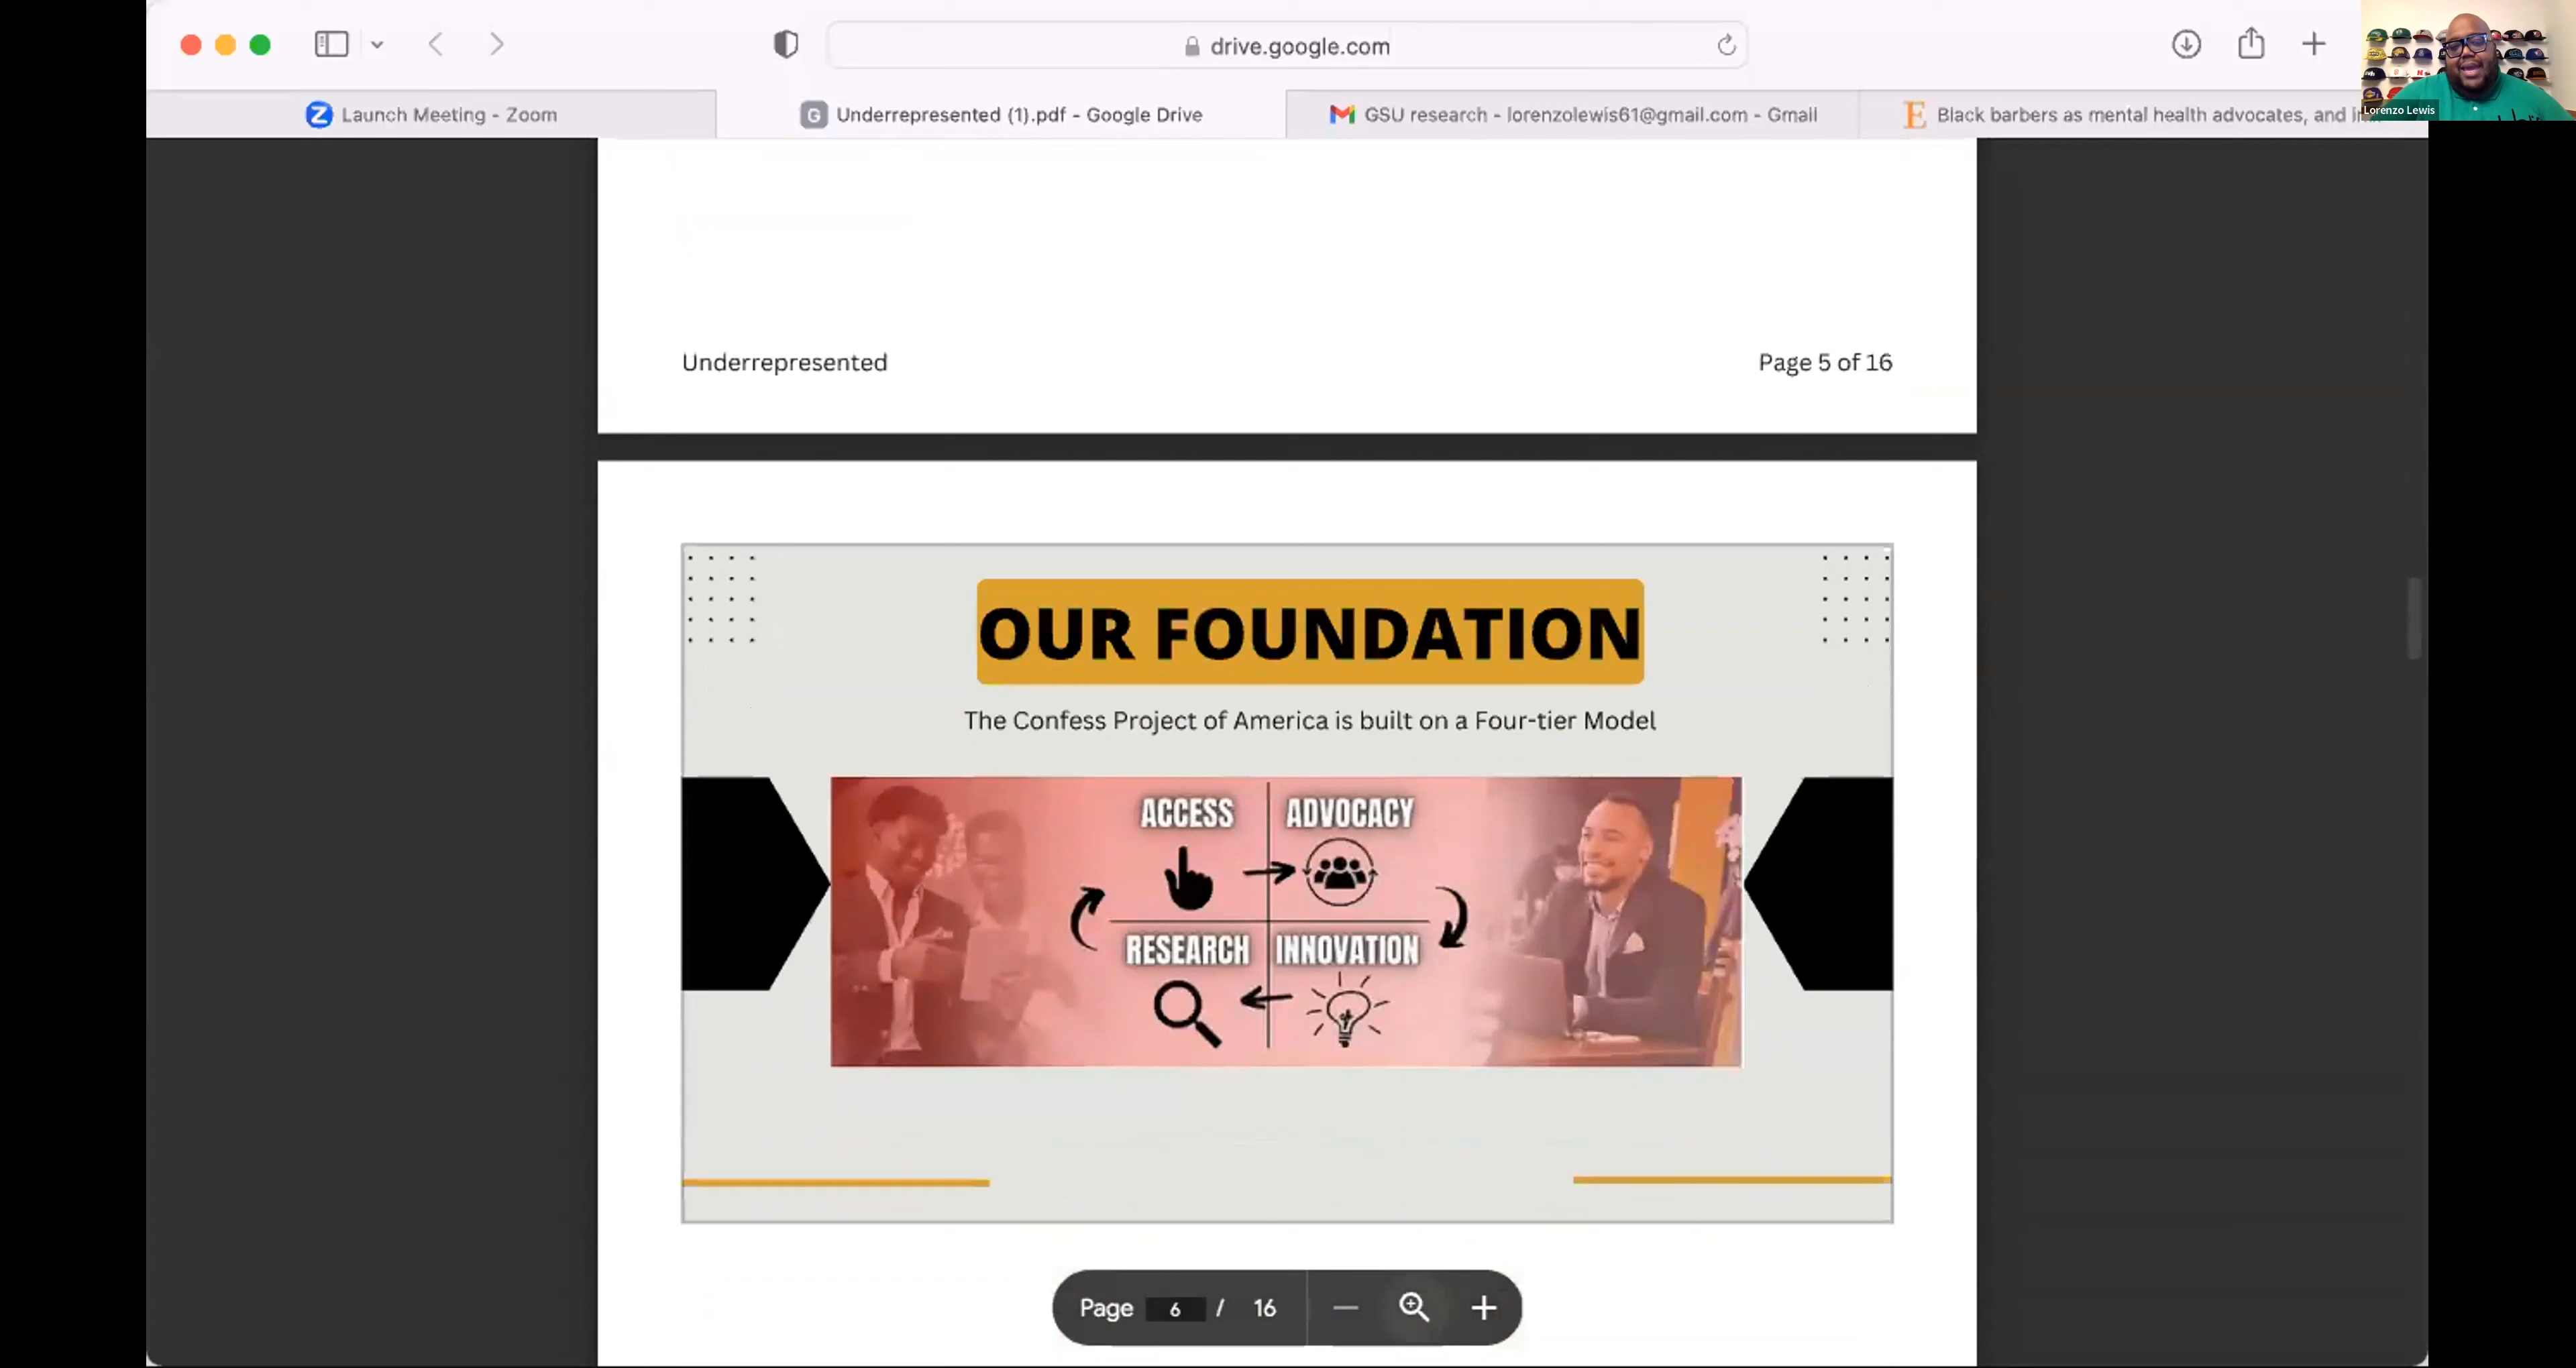 drive.google.com
Launch Meeting - Zoom
Underrepresented (1).pdf - Google Drive
GSU research - lorenzolewis61@gmail.com - Gmail
Black barbers as mental health advocates, and
Lorenzo Lewis
Underrepresented
Page 5 of 16
OUR FOUNDATION
The Confess Project of America is built on a Four-tier Model
ACCESS
ADVOCACY
RESEARCH
INNOVATION
Page 6 / 16